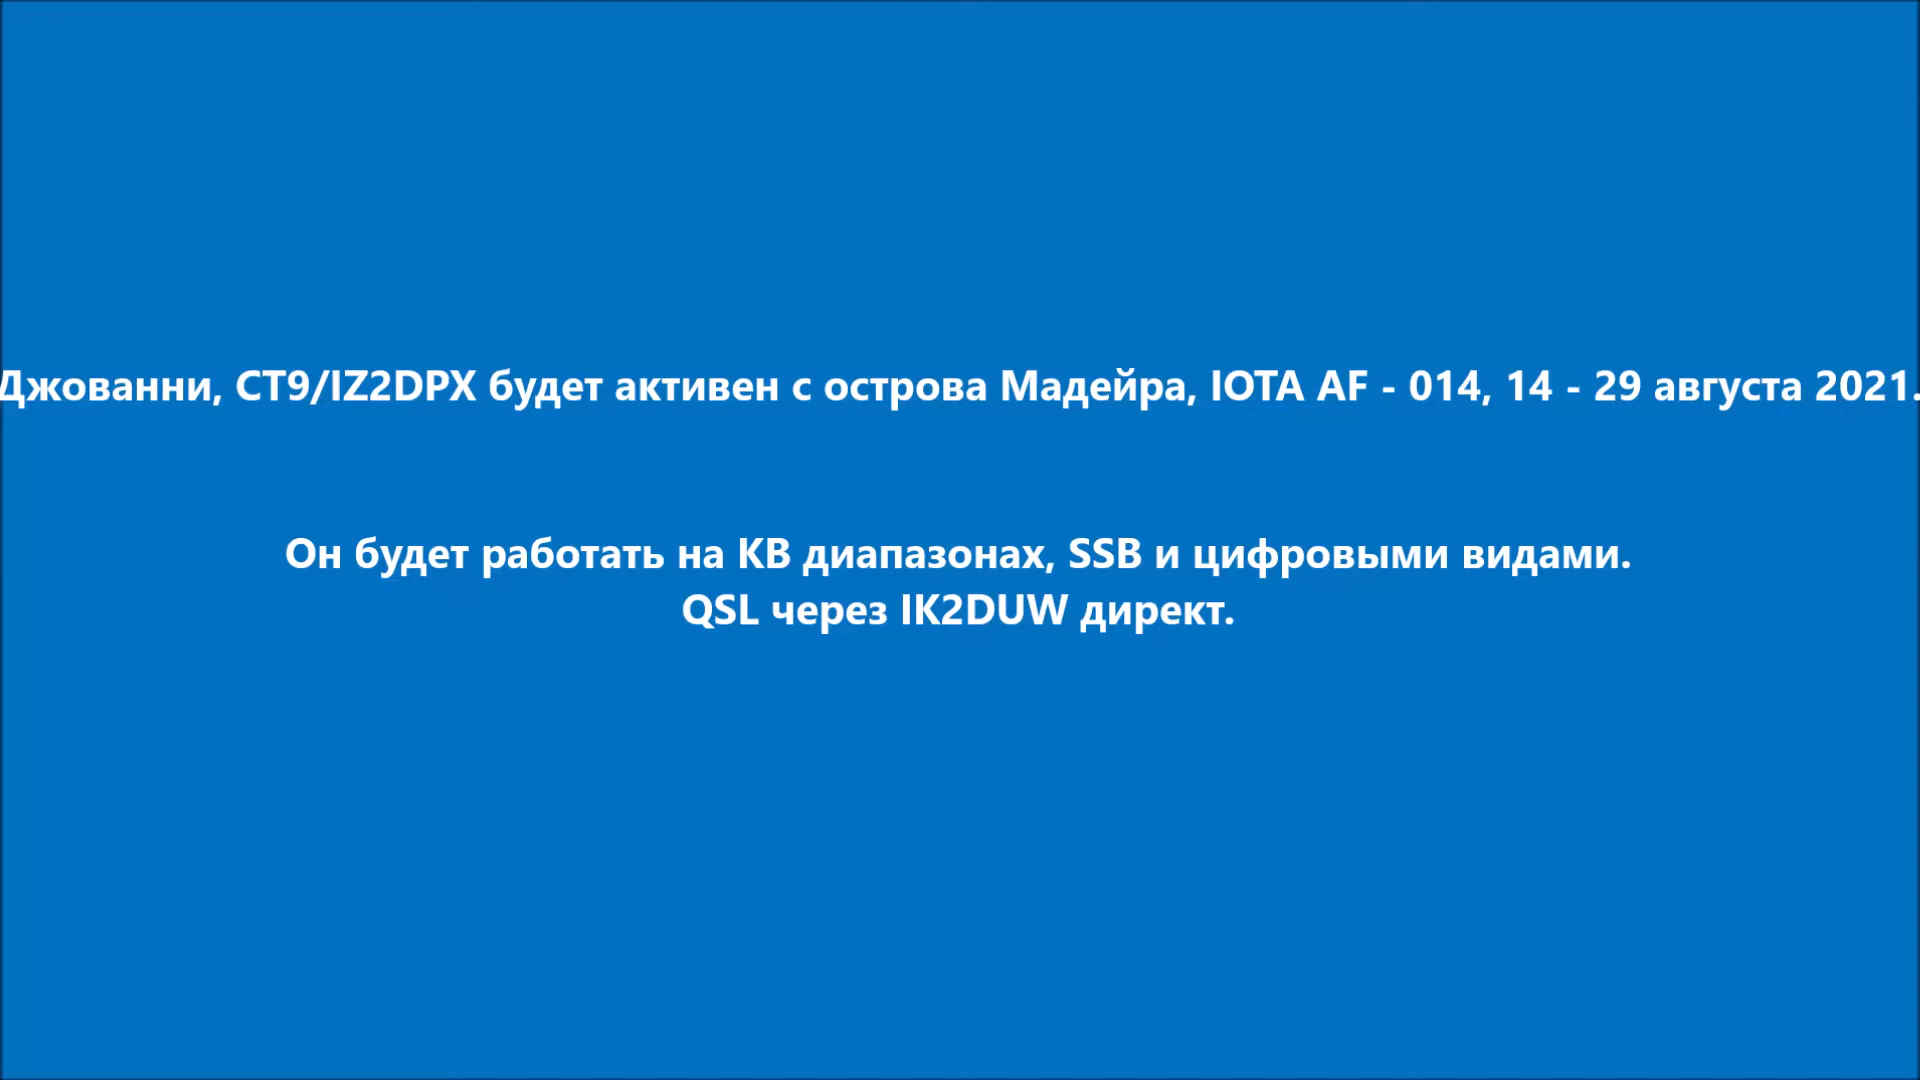 Джованни, CT9/IZ2DPX будет активен с острова Мадейра, IOTA AF - 014, 14 - 29 августа 2021.
Он будет работать на КВ диапазонах, SSB и цифровыми видами.
QSL через IK2DUW директ.